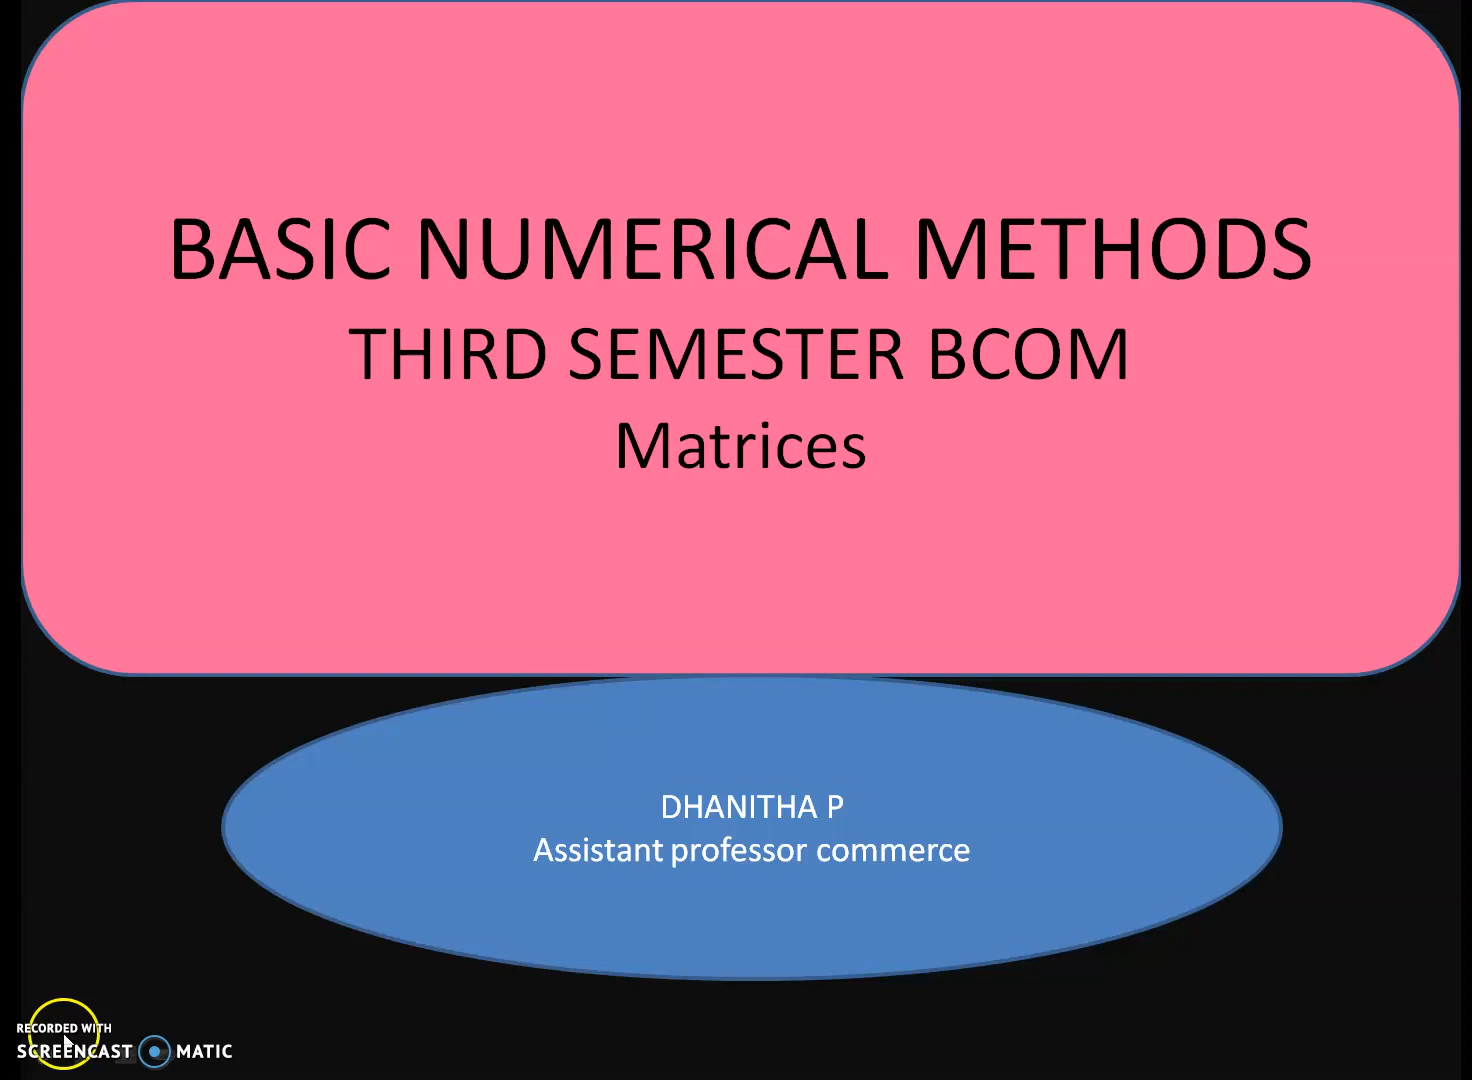 BASIC NUMERICAL METHODS
THIRD SEMESTER BCOM
Matrices
DHANITHA P
Assistant professor commerce
RECORDED WITH
SCREENCAST MATIC